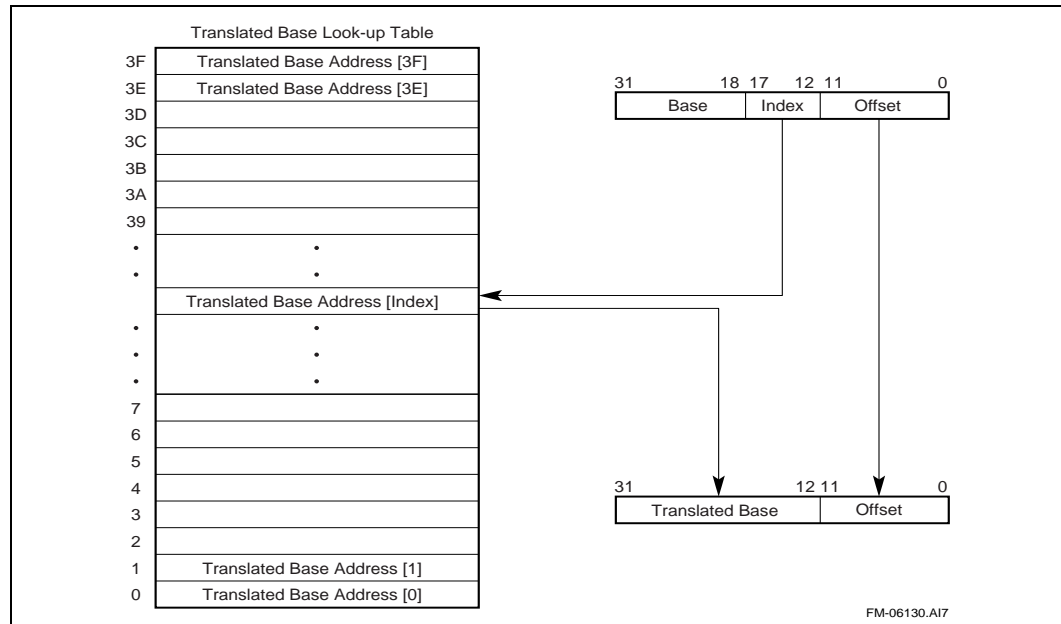 Translated Base Look-up Table
3F Translated Base Address [3F]
3E Translated Base Address [3E]
3D
3C
3B
3A
39
Translated Base Address [Index]
7
6
5
4
3
2
1 Translated Base Address [1]
0 Translated Base Address [0]
31 18 17 12 11 0
Base Index Offset
31 12 11 0
Translated Base Offset
FM-06130.AI7